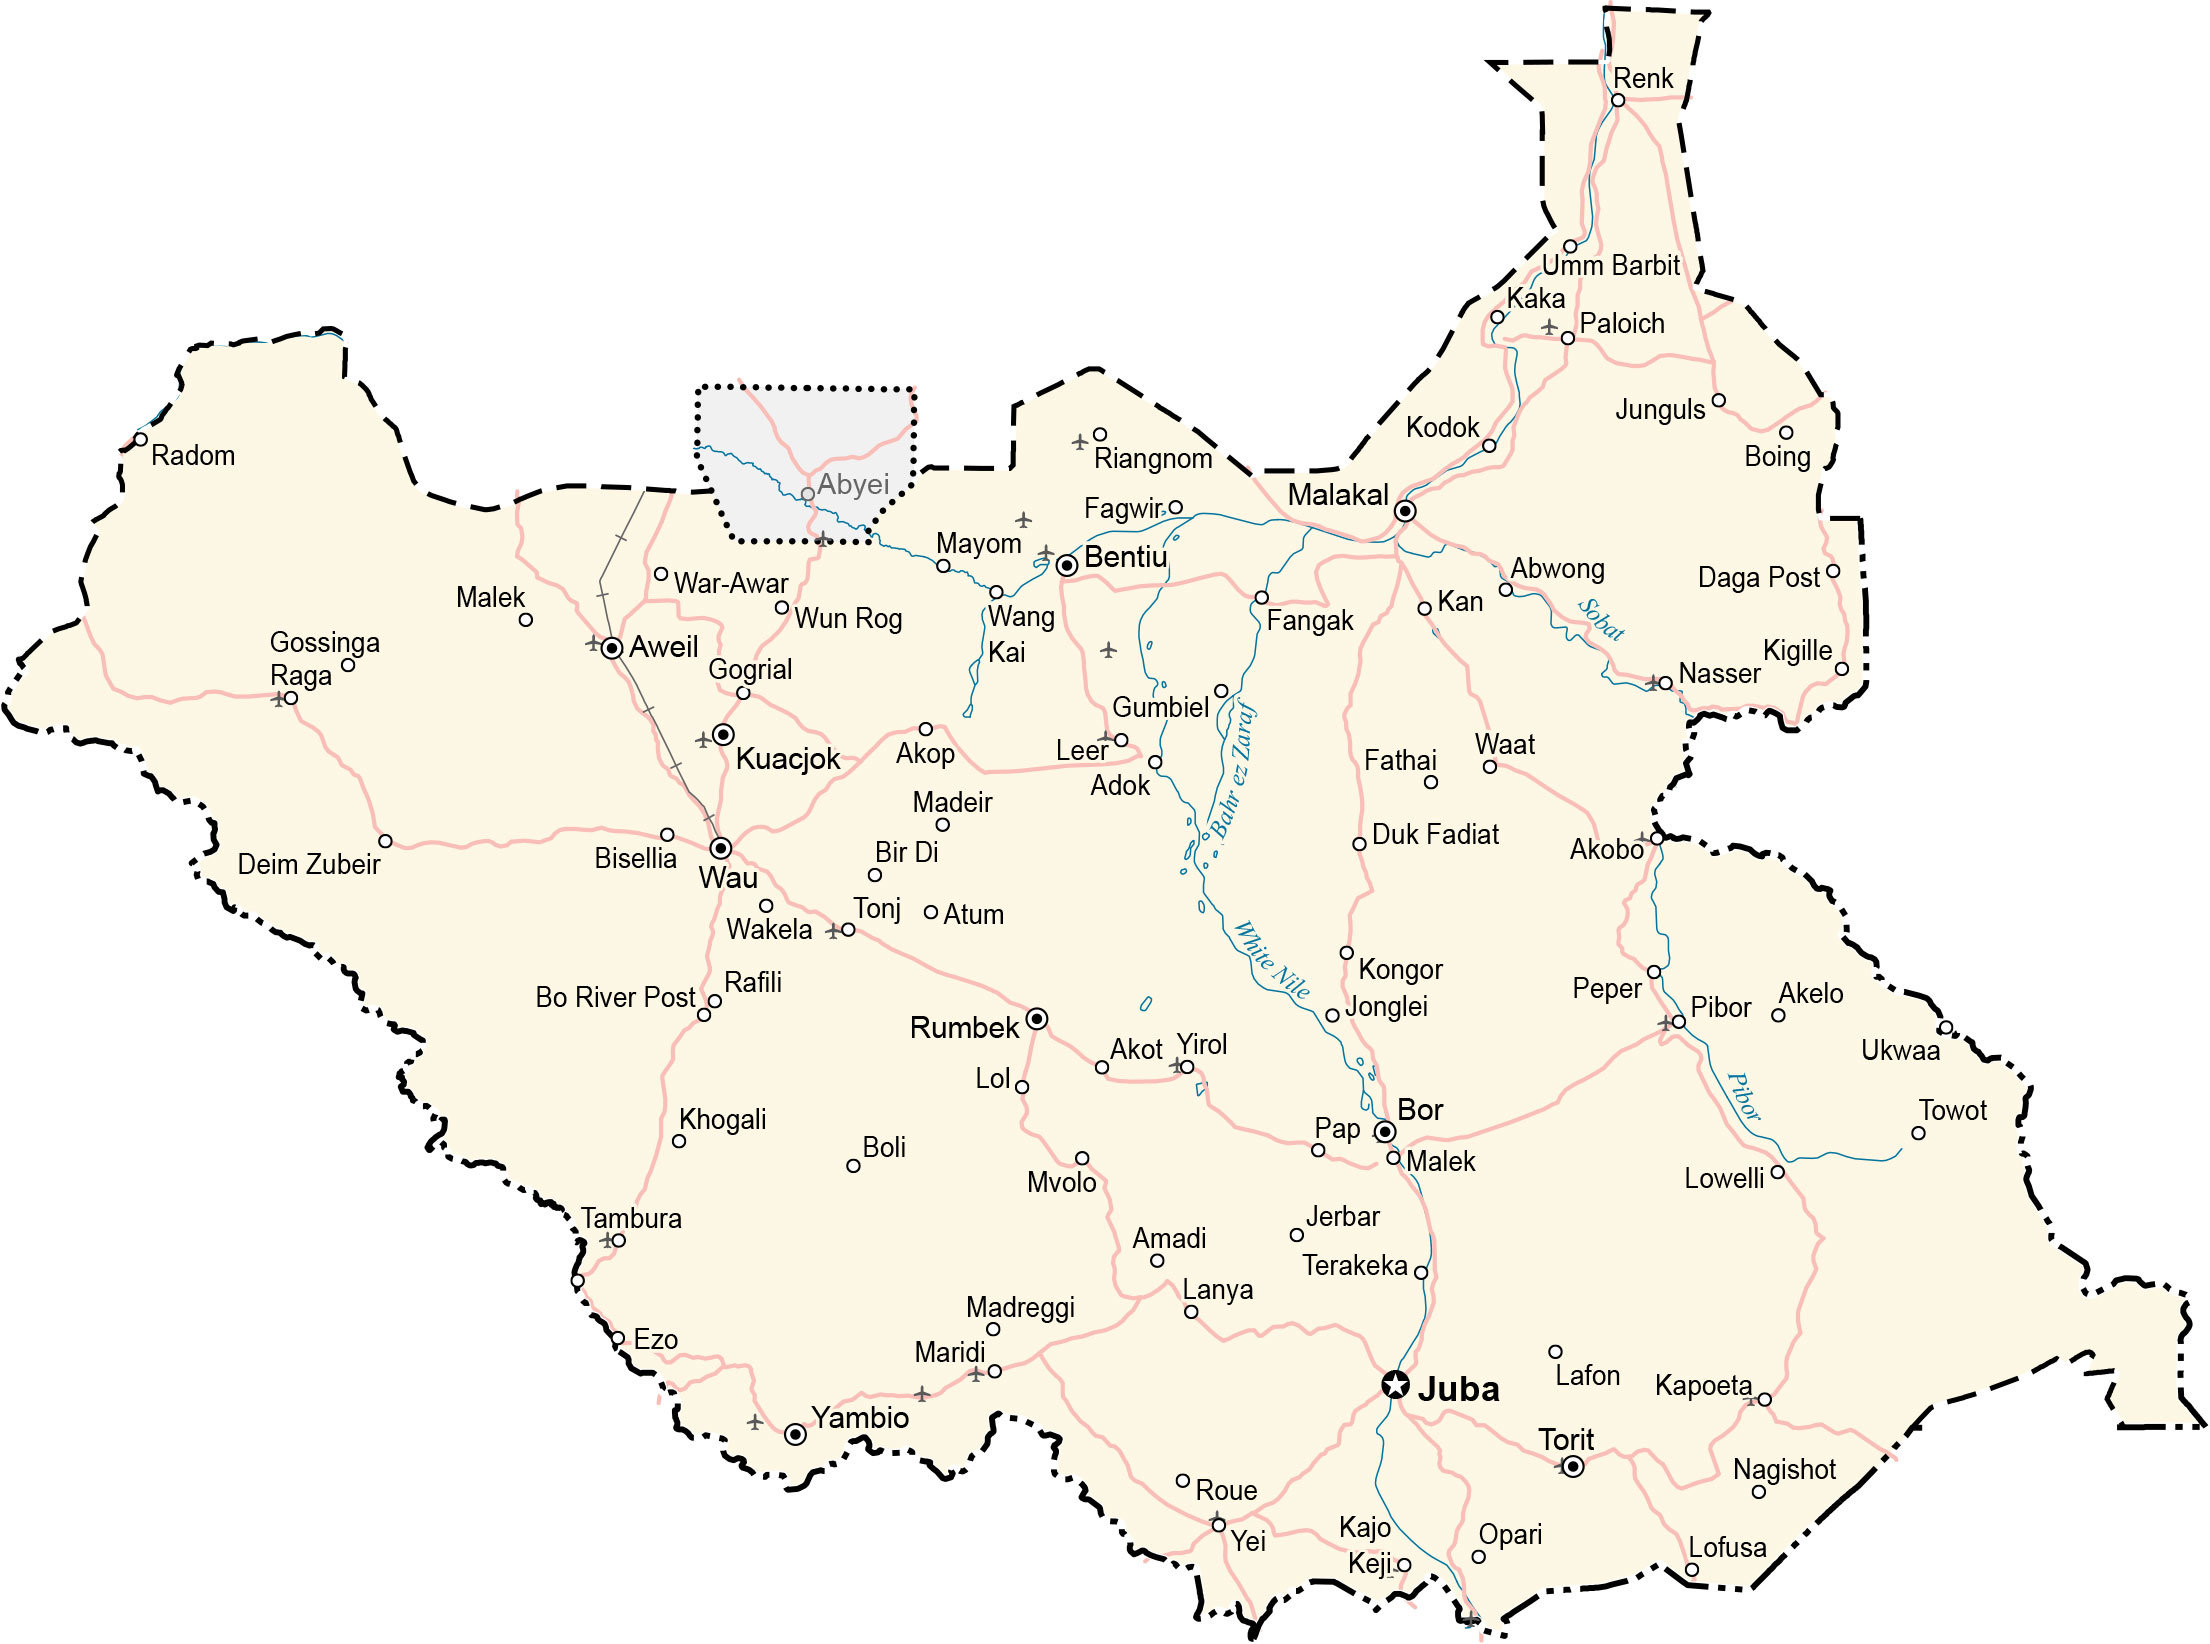 Renk
Umm Barbit
Kaka
Paloich
Junguls
Kodok
Boing
Radom
Riangnom
Abyei
Malakal
Fagwir
Mayom
Bentiu
Abwong
Daga Post
War-Awar
Malek
Wun Rog
Wang
Kai
Fangak
Kan
Sobat
Gossinga
Raga
Aweil
Gogrial
Kigille
Nasser
Gumbiel
Bahr ez Zaraf
Kuacjok
Akop
Leer
Adok
Fathai
Waat
Madeir
Duk Fadiat
Akobo
Bir Di
Deim Zubeir
Bisellia
Wau
Tonj
Atum
Wakela
White Nile
Kongor
Rafili
Bo River Post
Jonglei
Peper
Pibor
Akelo
Rumbek
Akot
Yirol
Ukwaa
Lol
Pibor
Bor
Towot
Khogali
Pap
Boli
Malek
Mvolo
Lowelli
Tambura
Jerbar
Amadi
Terakeka
Lanya
Madreggi
Ezo
Maridi
Lafon
Juba
Kapoeta
Yambio
Torit
Nagishot
Roue
Yei
Kajo
Keji
Opari
Lofusa